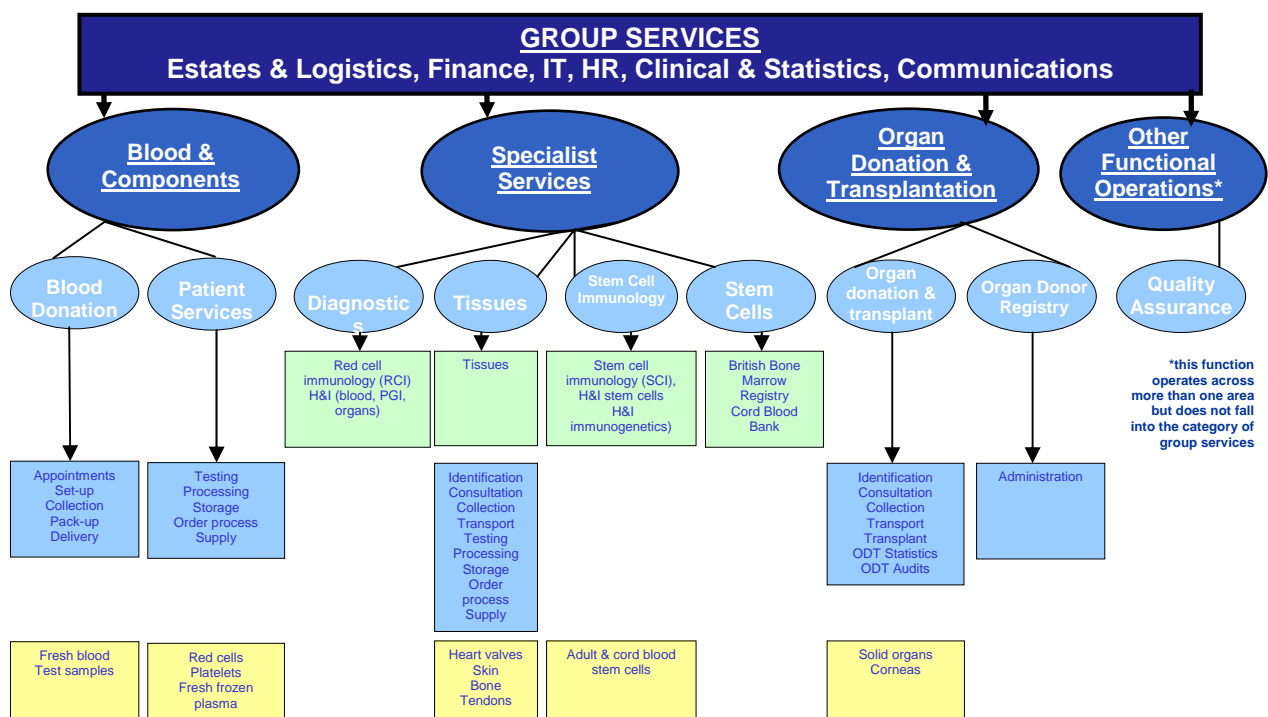 GROUP SERVICES
Estates & Logistics, Finance, IT, HR, Clinical & Statistics, Communications
Blood &
Components
Specialist
Services
Organ
Donation &
Transplantation
Other
Functional
Operations*
Blood
Donation
Patient
Services
Diagnostic
s
Tissues
Stem Cell
Immunology
Stem
Cells
Organ
donation &
transplant
Organ Donor
Registry
Quality
Assurance
Red cell
immunology (RCI)
H&I (blood, PGI,
organs)
Tissues
Stem cell
immunology (SCI),
H&I stem cells
H&I
immunogenetics)
British Bone
Marrow
Registry
Cord Blood
Bank
*this function
operates across
more than one area
but does not fall
into the category of
group services
Appointments
Set-up
Collection
Pack-up
Delivery
Testing
Processing
Storage
Order process
Supply
Identification
Consultation
Collection
Transport
Testing
Processing
Storage
Order
process
Supply
Identification
Consultation
Collection
Transport
Transplant
ODT Statistics
ODT Audits
Administration
Fresh blood
Test samples
Red cells
Platelets
Fresh frozen
plasma
Heart valves
Skin
Bone
Tendons
Adult & cord blood
stem cells
Solid organs
Corneas